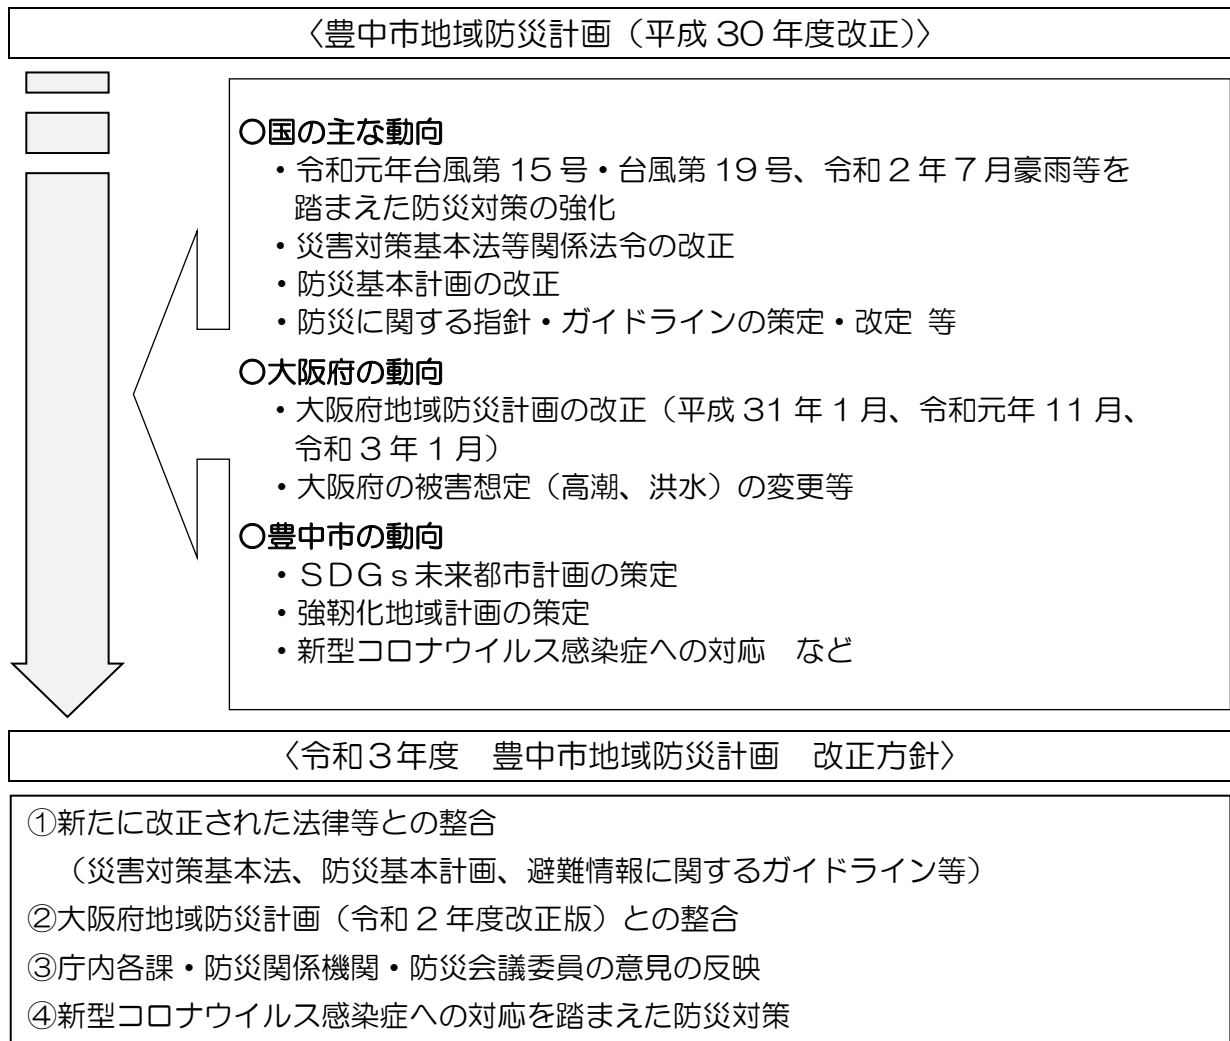 〈豊中市地域防災計画（平成 30 年度改正）〉
〇国の主な動向
・令和元年台風第 15 号・台風第 19 号、令和２年７月豪雨等を
踏まえた防災対策の強化
・災害対策基本法等関係法令の改正
・防災基本計画の改正
・防災に関する指針・ガイドラインの策定・改定 等
〇大阪府の動向
・大阪府地域防災計画の改正（平成 31 年１月、令和元年 11 月、
令和３年１月）
・大阪府の被害想定（高潮、洪水）の変更等
〇豊中市の動向
・ＳＤＧｓ未来都市計画の策定
・強靭化地域計画の策定
・新型コロナウイルス感染症への対応　など
〈令和３年度　豊中市地域防災計画　改正方針〉
①新たに改正された法律等との整合
（災害対策基本法、防災基本計画、避難情報に関するガイドライン等）
②大阪府地域防災計画（令和２年度改正版）との整合
③庁内各課・防災関係機関・防災会議委員の意見の反映
④新型コロナウイルス感染症への対応を踏まえた防災対策